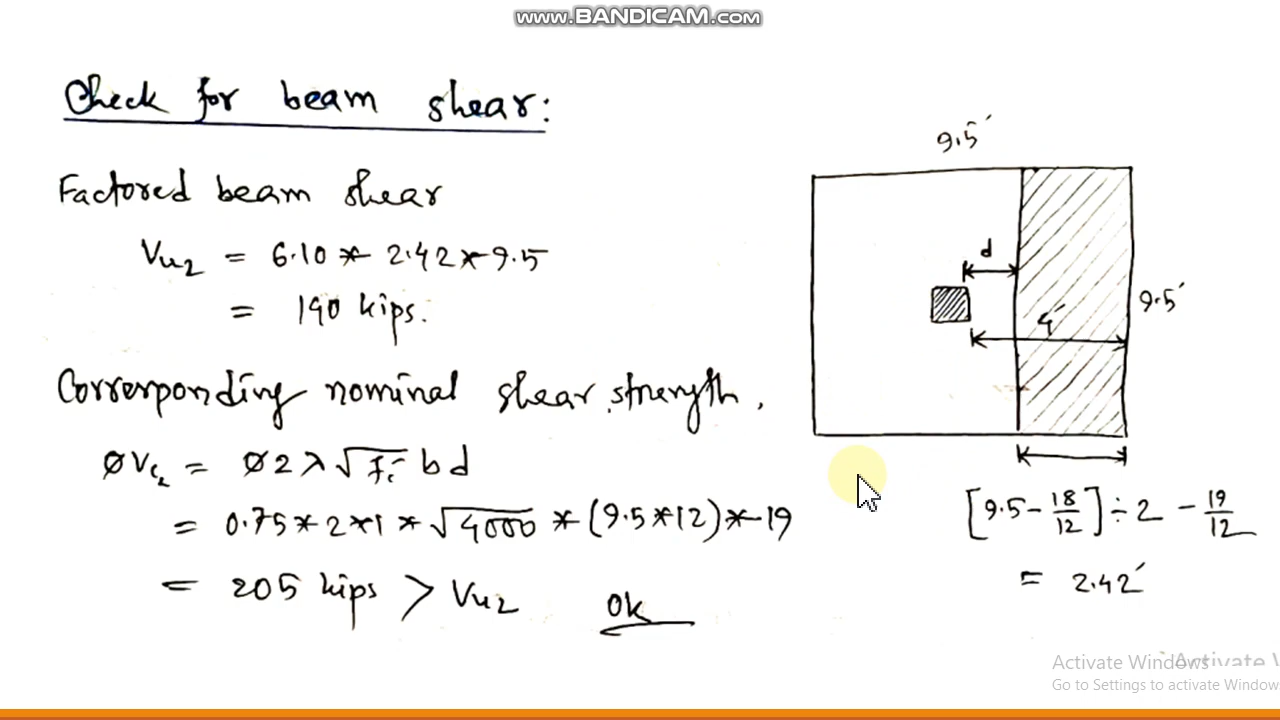 www.BANDICAM.com
Check for beam shear:
Factored beam shear
Vu2 = 6.10 * 2.42 * 9.5
= 190 kips.
Corresponding nominal shear strength,
ØVc2 = Ø2λ√fc' bd
= 0.75*2*1*√4000 *(9.5*12)*19
= 205 kips > Vu2 Ok
9.5'
d
4'
9.5'
[9.5 - 18/12] ÷ 2 - 19/12
= 2.42'
Activate Windows
Go to Settings to activate Window